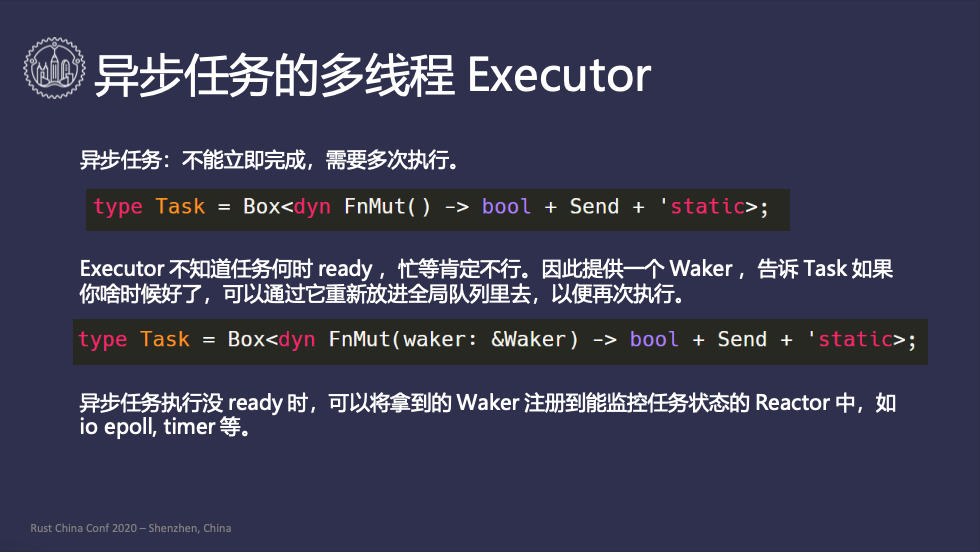 异步任务的多线程 Executor
异步任务：不能立即完成，需要多次执行。
type Task = Box<dyn FnMut() -> bool + Send + 'static>;
Executor 不知道任务何时 ready ，忙等肯定不行。因此提供一个 Waker ，告诉 Task 如果
你啥时候好了，可以通过它重新放进全局队列里去，以便再次执行。
type Task = Box<dyn FnMut(waker: &Waker) -> bool + Send + 'static>;
异步任务执行没 ready 时，可以将拿到的 Waker 注册到能监控任务状态的 Reactor 中，如
io epoll, timer 等。
Rust China Conf 2020 – Shenzhen, China